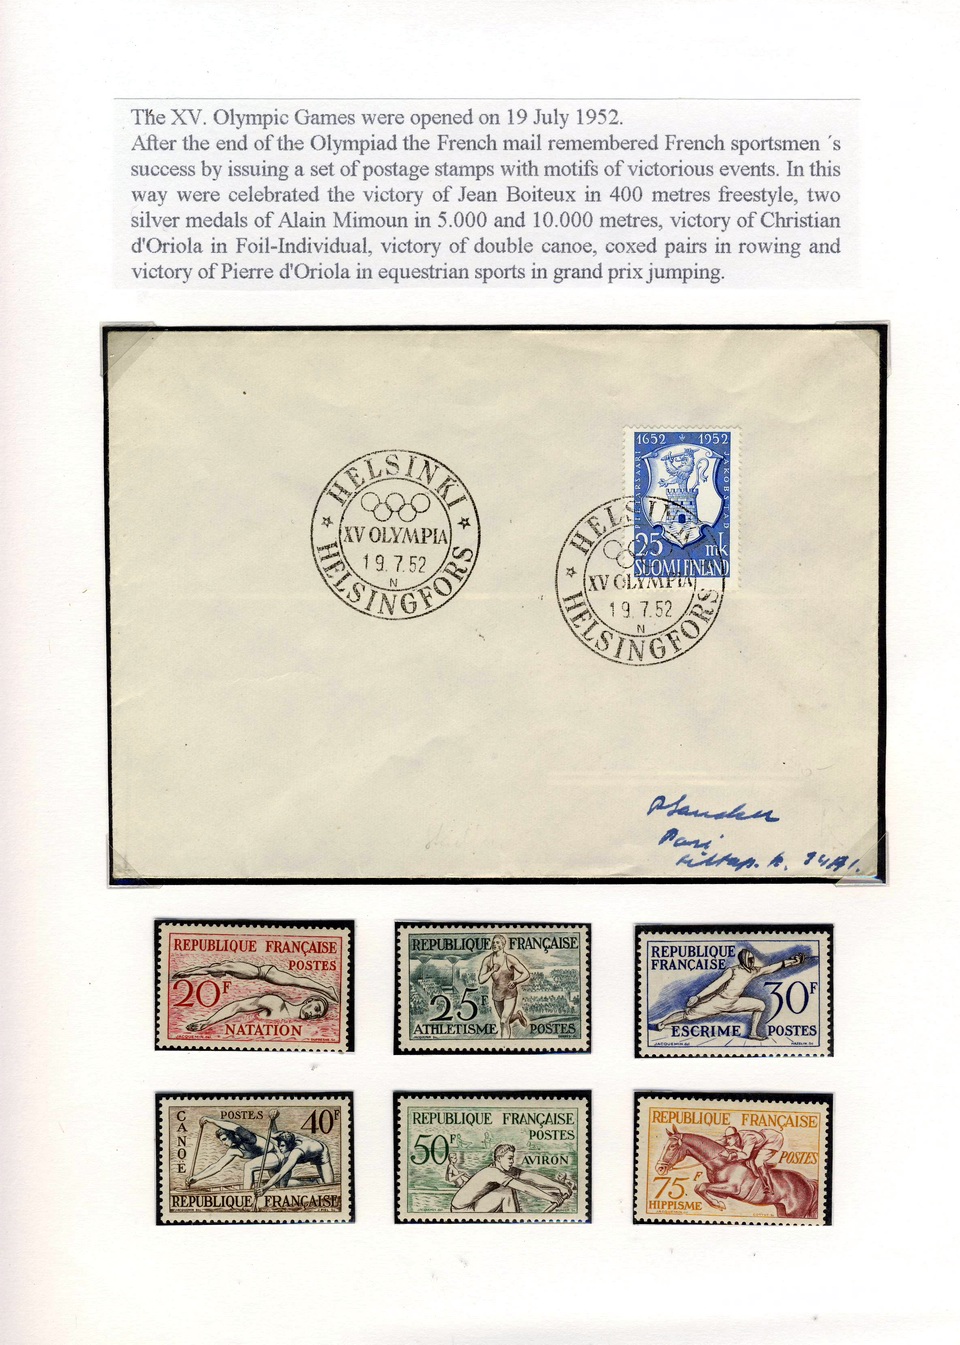 The XV. Olympic Games were opened on 19 July 1952.
After the end of the Olympiad the French mail remembered French sportsmen ´s
success by issuing a set of postage stamps with motifs of victorious events. In this
way were celebrated the victory of Jean Boiteux in 400 metres freestyle, two
silver medals of Alain Mimoun in 5.000 and 10.000 metres, victory of Christian
d'Oriola in Foil-Individual, victory of double canoe, coxed pairs in rowing and
victory of Pierre d'Oriola in equestrian sports in grand prix jumping.
HELSINKI
XV OLYMPIA
19.7.52
N
HELSINGFORS
1652 1952
PIETARSAARI
JAKOBSTAD
25 mk
SUOMI FINLAND
HELSINKI
XV OLYMPIA
19.7.52
N
HELSINGFORS
REPUBLIQUE FRANÇAISE
POSTES
20F
NATATION
JACQUEMIN
REPUBLIQUE FRANÇAISE
25F
ATHLETISME POSTES
REPUBLIQUE
FRANÇAISE
30F
ESCRIME POSTES
JACQUEMIN
CANOE
POSTES 40F
REPUBLIQUE FRANÇAISE
REPUBLIQUE FRANÇAISE
POSTES
50F
AVIRON
REPUBLIQUE FRANÇAISE
POSTES
75F
HIPPISME